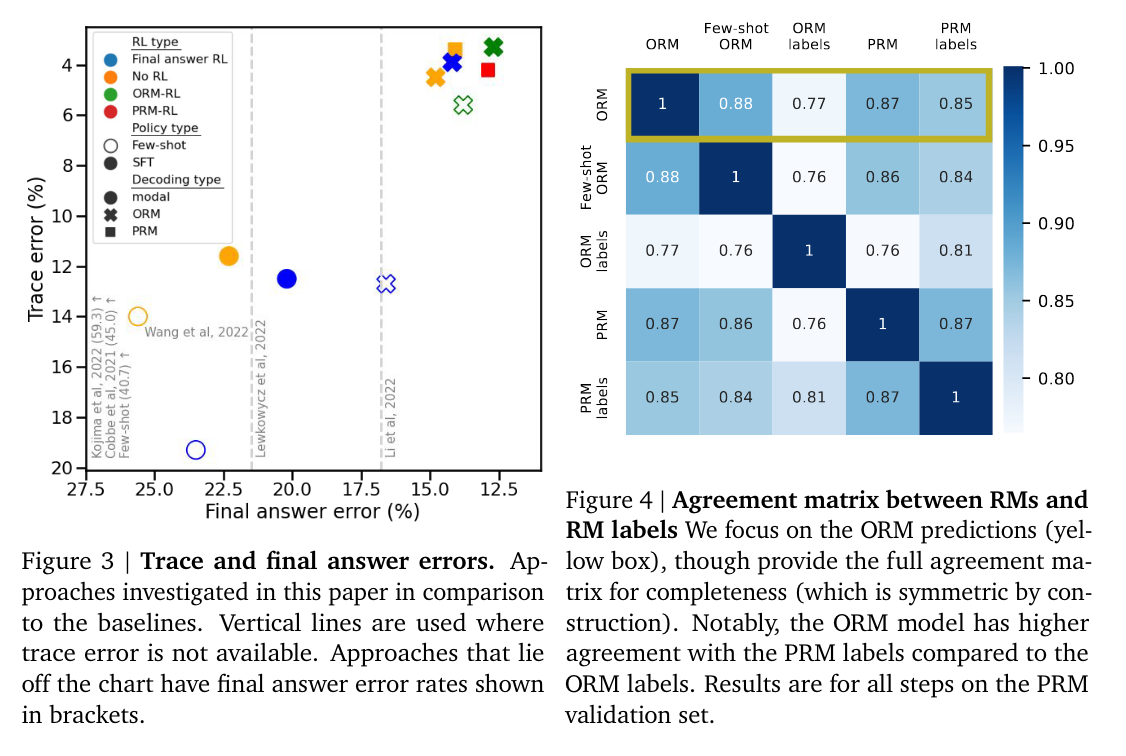 RL type
Final answer RL
No RL
ORM-RL
PRM-RL
Policy type
Few-shot
SFT
Decoding type
modal
ORM
PRM
4
6
8
10
12
14
16
18
20
Trace error (%)
27.5 25.0 22.5 20.0 17.5 15.0 12.5
Final answer error (%)
Kojima et al, 2022 (59.3) ↑
Cobbe et al, 2021 (45.0) ↑
Few-shot (40.7) ↑
Wang et al, 2022
Lewkowycz et al, 2022
Li et al, 2022
Figure 3 | Trace and final answer errors. Ap-
proaches investigated in this paper in comparison
to the baselines. Vertical lines are used where
trace error is not available. Approaches that lie
off the chart have final answer error rates shown
in brackets.
ORM
Few-shot
ORM
ORM
labels
PRM
PRM
labels
ORM
1 0.88 0.77 0.87 0.85
Few-shot
ORM
0.88 1 0.76 0.86 0.84
ORM
labels
0.77 0.76 1 0.76 0.81
PRM
0.87 0.86 0.76 1 0.87
PRM
labels
0.85 0.84 0.81 0.87 1
1.00
0.95
0.90
0.85
0.80
Figure 4 | Agreement matrix between RMs and
RM labels We focus on the ORM predictions (yel-
low box), though provide the full agreement ma-
trix for completeness (which is symmetric by con-
struction). Notably, the ORM model has higher
agreement with the PRM labels compared to the
ORM labels. Results are for all steps on the PRM
validation set.